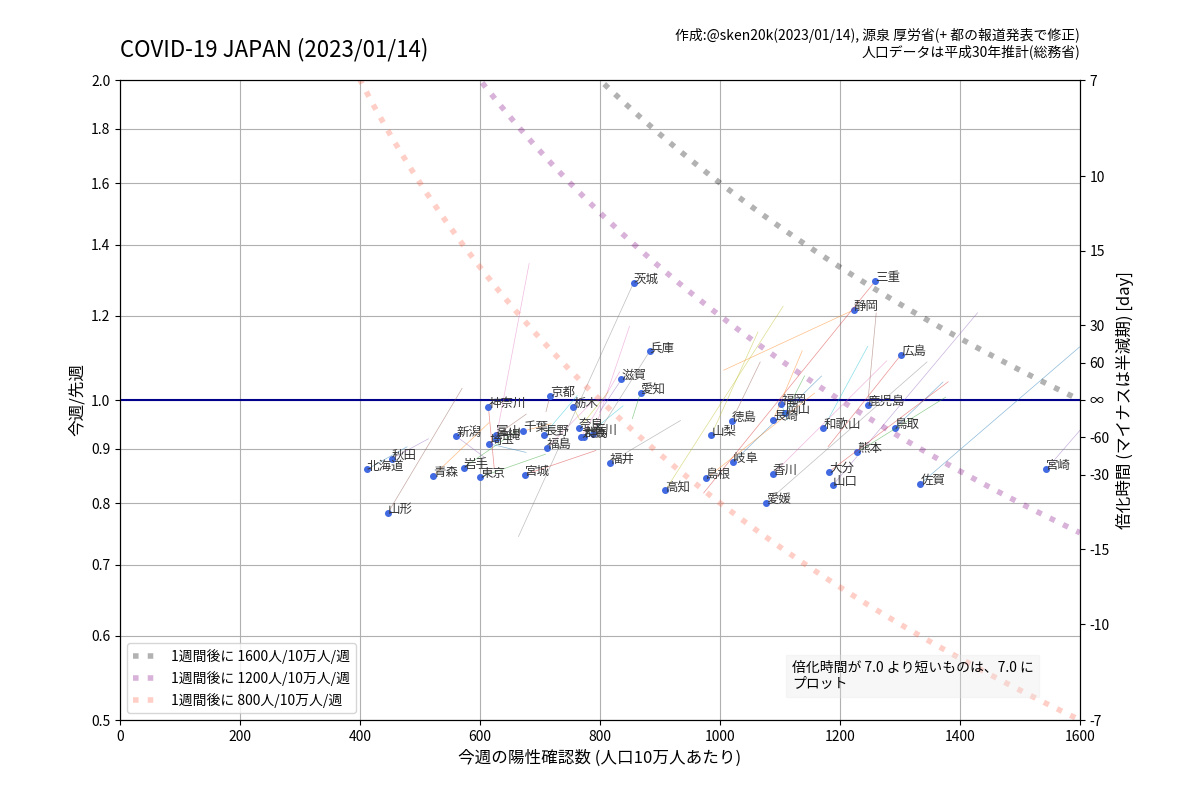 COVID-19 JAPAN (2023/01/14)
作成:@sken20k(2023/01/14), 源泉 厚労省(+ 都の報道発表で修正)
人口データは平成30年推計(総務省)
2.0
1.8
1.6
1.4
1.2
1.0
0.9
0.8
0.7
0.6
0.5
今週/先週
7
10
15
30
60
∞
-60
-30
-15
-10
-7
倍化時間 (マイナスは半減期) [day]
三重
茨城
静岡
兵庫
広島
滋賀
愛知
京都
神奈川
栃木
福岡
岡山
鹿児島
徳島
長崎
奈良
新潟
千葉
長野
山梨
和歌山
鳥取
埼玉
福島
熊本
秋田
北海道
岩手
青森
東京
宮城
福井
岐阜
島根
香川
大分
宮崎
高知
山口
佐賀
愛媛
山形
1週間後に 1600人/10万人/週
1週間後に 1200人/10万人/週
1週間後に 800人/10万人/週
倍化時間が 7.0 より短いものは、7.0 に
プロット
0 200 400 600 800 1000 1200 1400 1600
今週の陽性確認数 (人口10万人あたり)